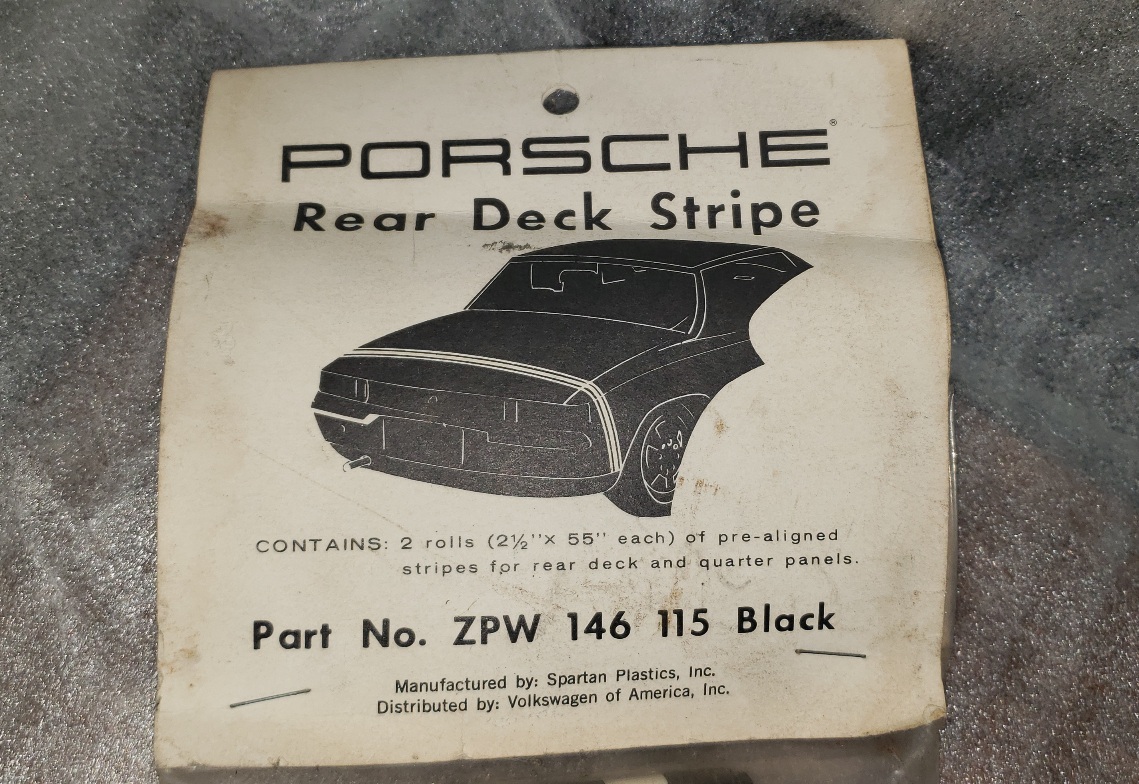 PORSCHE®
Rear Deck Stripe
CONTAINS: 2 rolls (2½''x 55'' each) of pre-aligned
stripes for rear deck and quarter panels.
Part No. ZPW 146 115 Black
Manufactured by: Spartan Plastics, Inc.
Distributed by: Volkswagen of America, Inc.